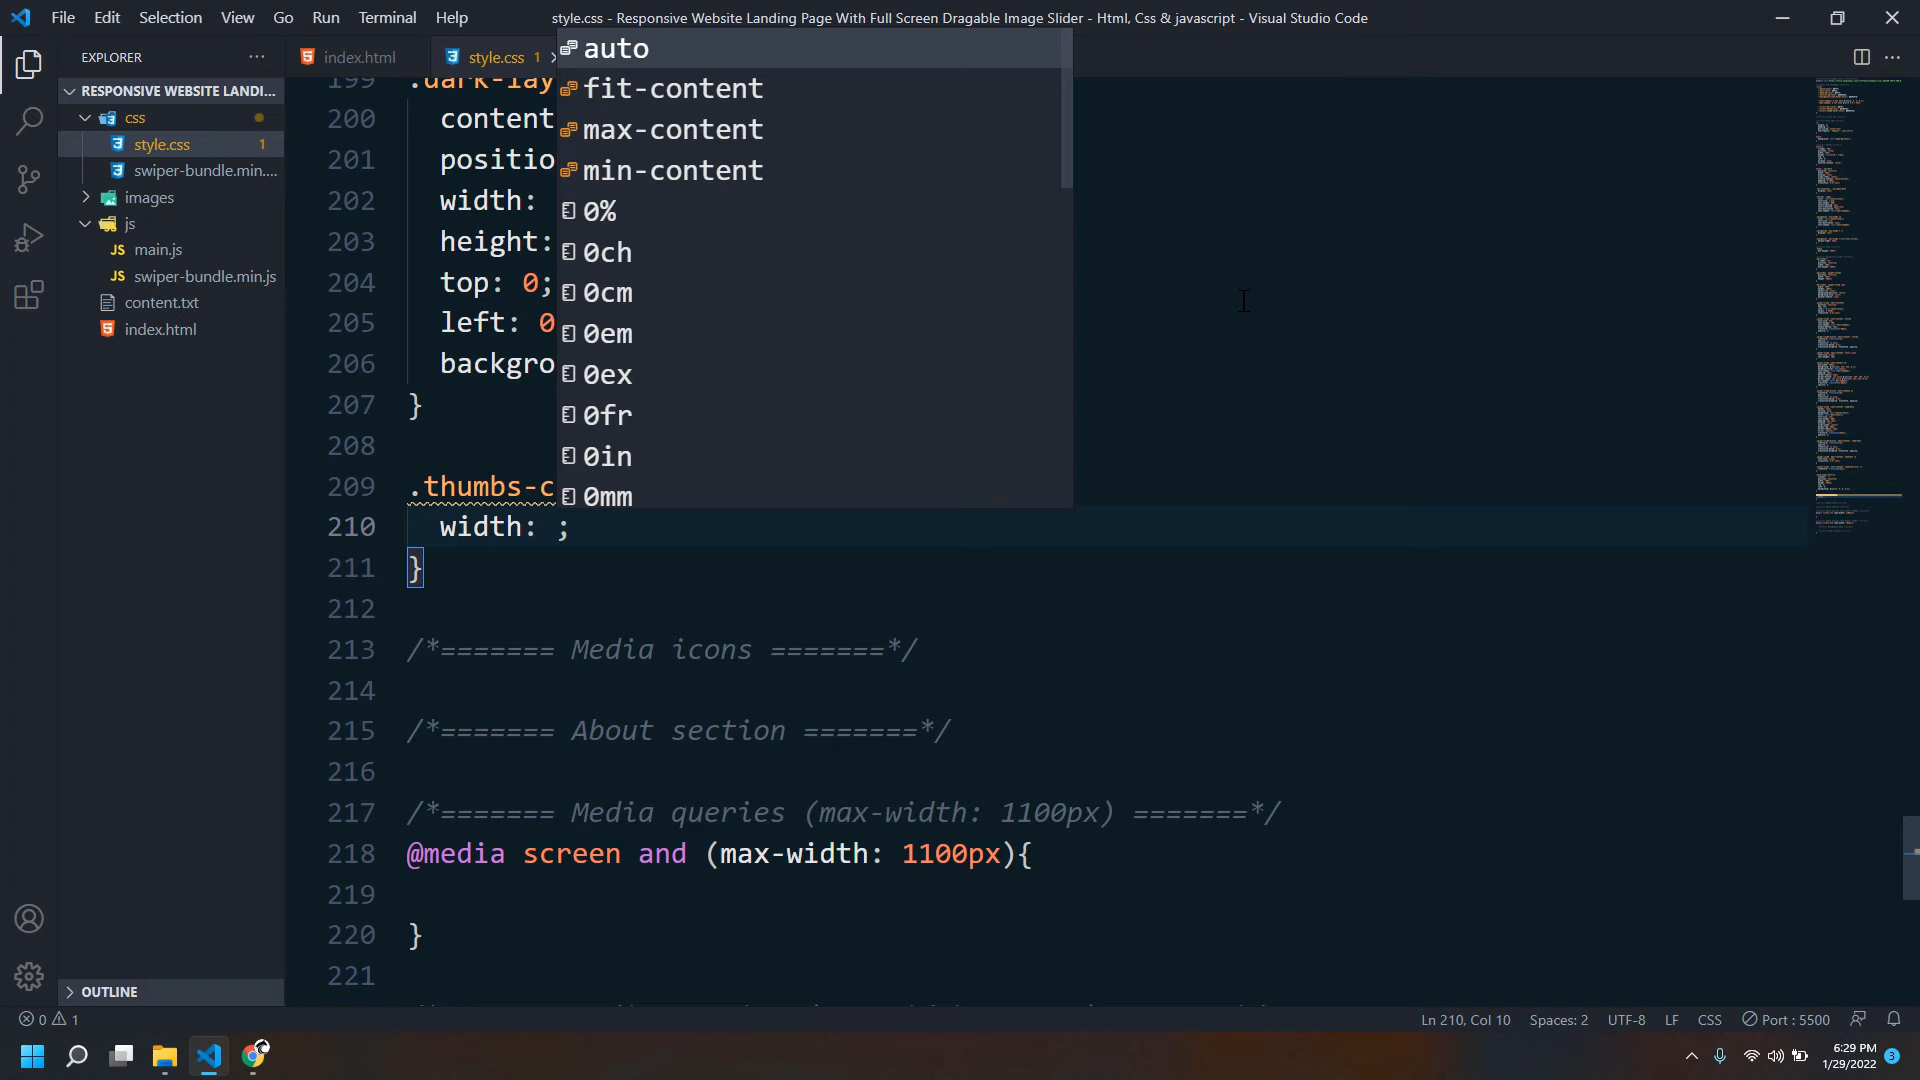 File Edit Selection View Go Run Terminal Help
style.css - Responsive Website Landing Page With Full Screen Dragable Image Slider - Html, Css & javascript - Visual Studio Code
EXPLORER
index.html
style.css 1
RESPONSIVE WEBSITE LANDI...
css
style.css 1
swiper-bundle.min....
images
js
JS main.js
JS swiper-bundle.min.js
content.txt
index.html
OUTLINE
199 .dark-lay
200 content
201 positio
202 width:
203 height:
204 top: 0;
205 left: 0
206 backgro
207 }
208
209 .thumbs-c
210 width: ;
211 }
212
213 /*======= Media icons =======*/
214
215 /*======= About section =======*/
216
217 /*======= Media queries (max-width: 1100px) =======*/
218 @media screen and (max-width: 1100px){
219
220 }
221
auto
fit-content
max-content
min-content
0%
0ch
0cm
0em
0ex
0fr
0in
0mm
0 1
Ln 210, Col 10 Spaces: 2 UTF-8 LF CSS Port : 5500
6:29 PM
1/29/2022
3